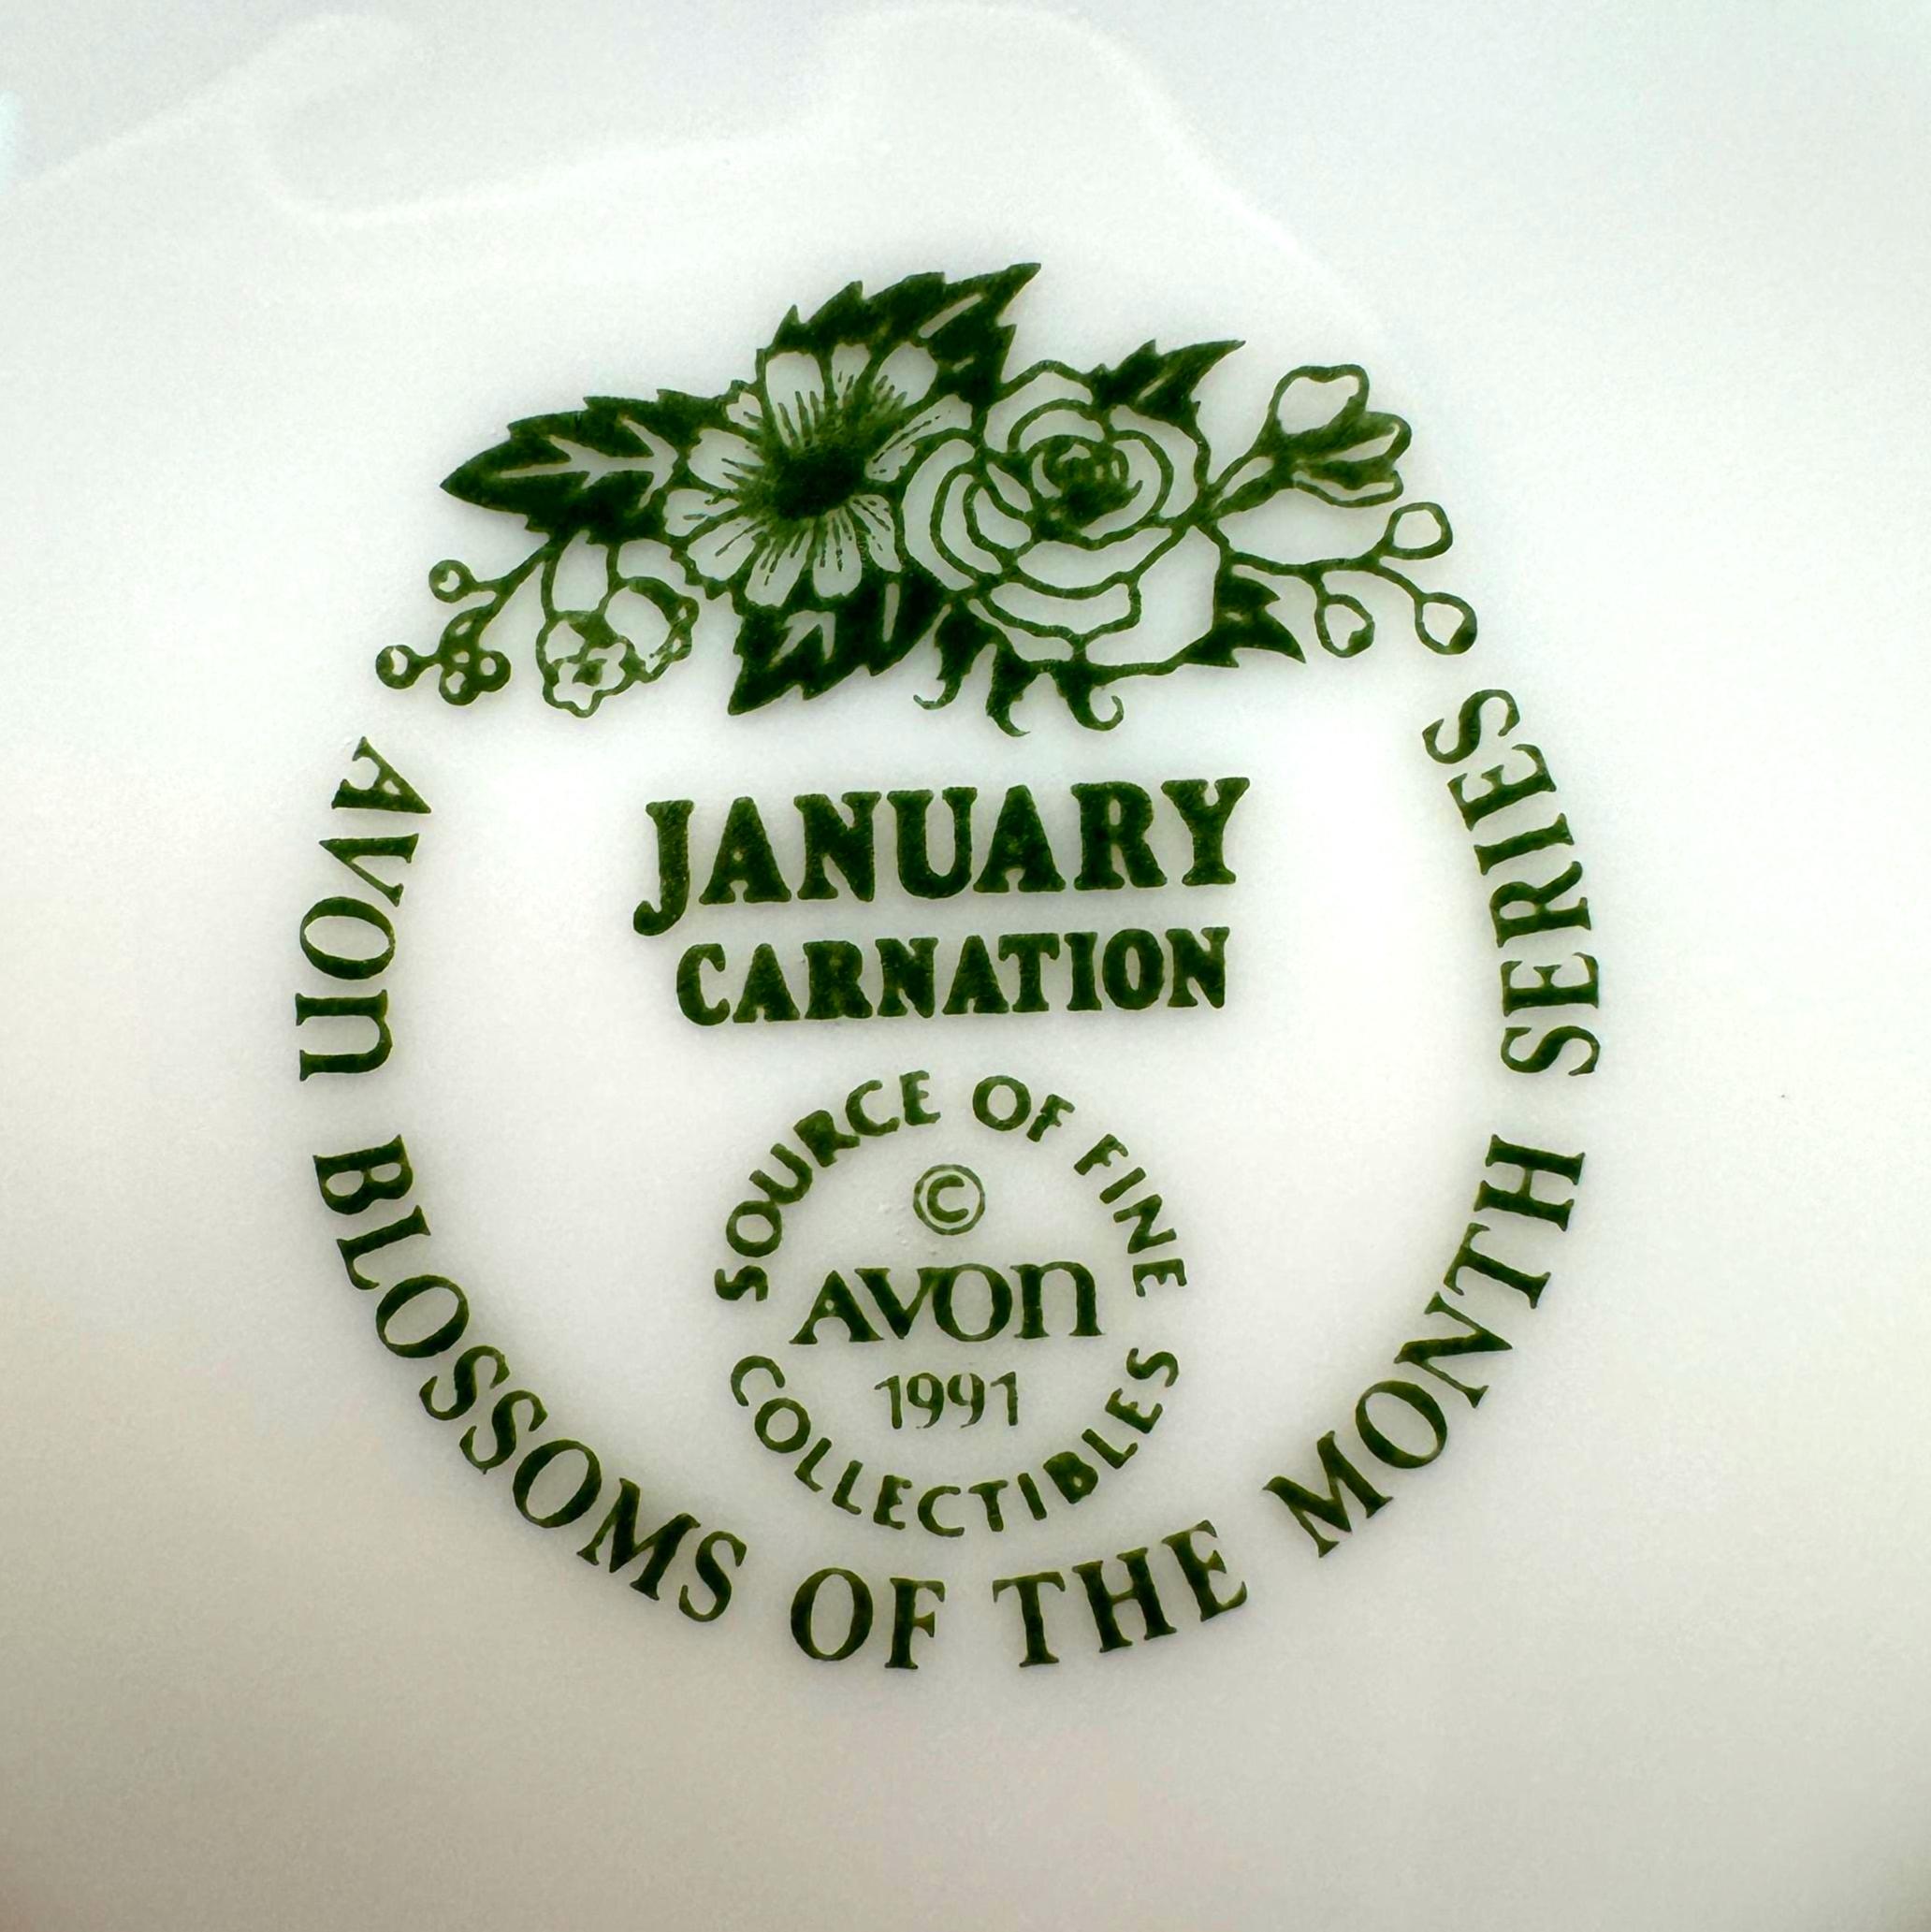 JANUARY
CARNATION
SOURCE OF FINE
©
AVON
1991
COLLECTIBLES
AVON BLOSSOMS OF THE MONTH SERIES